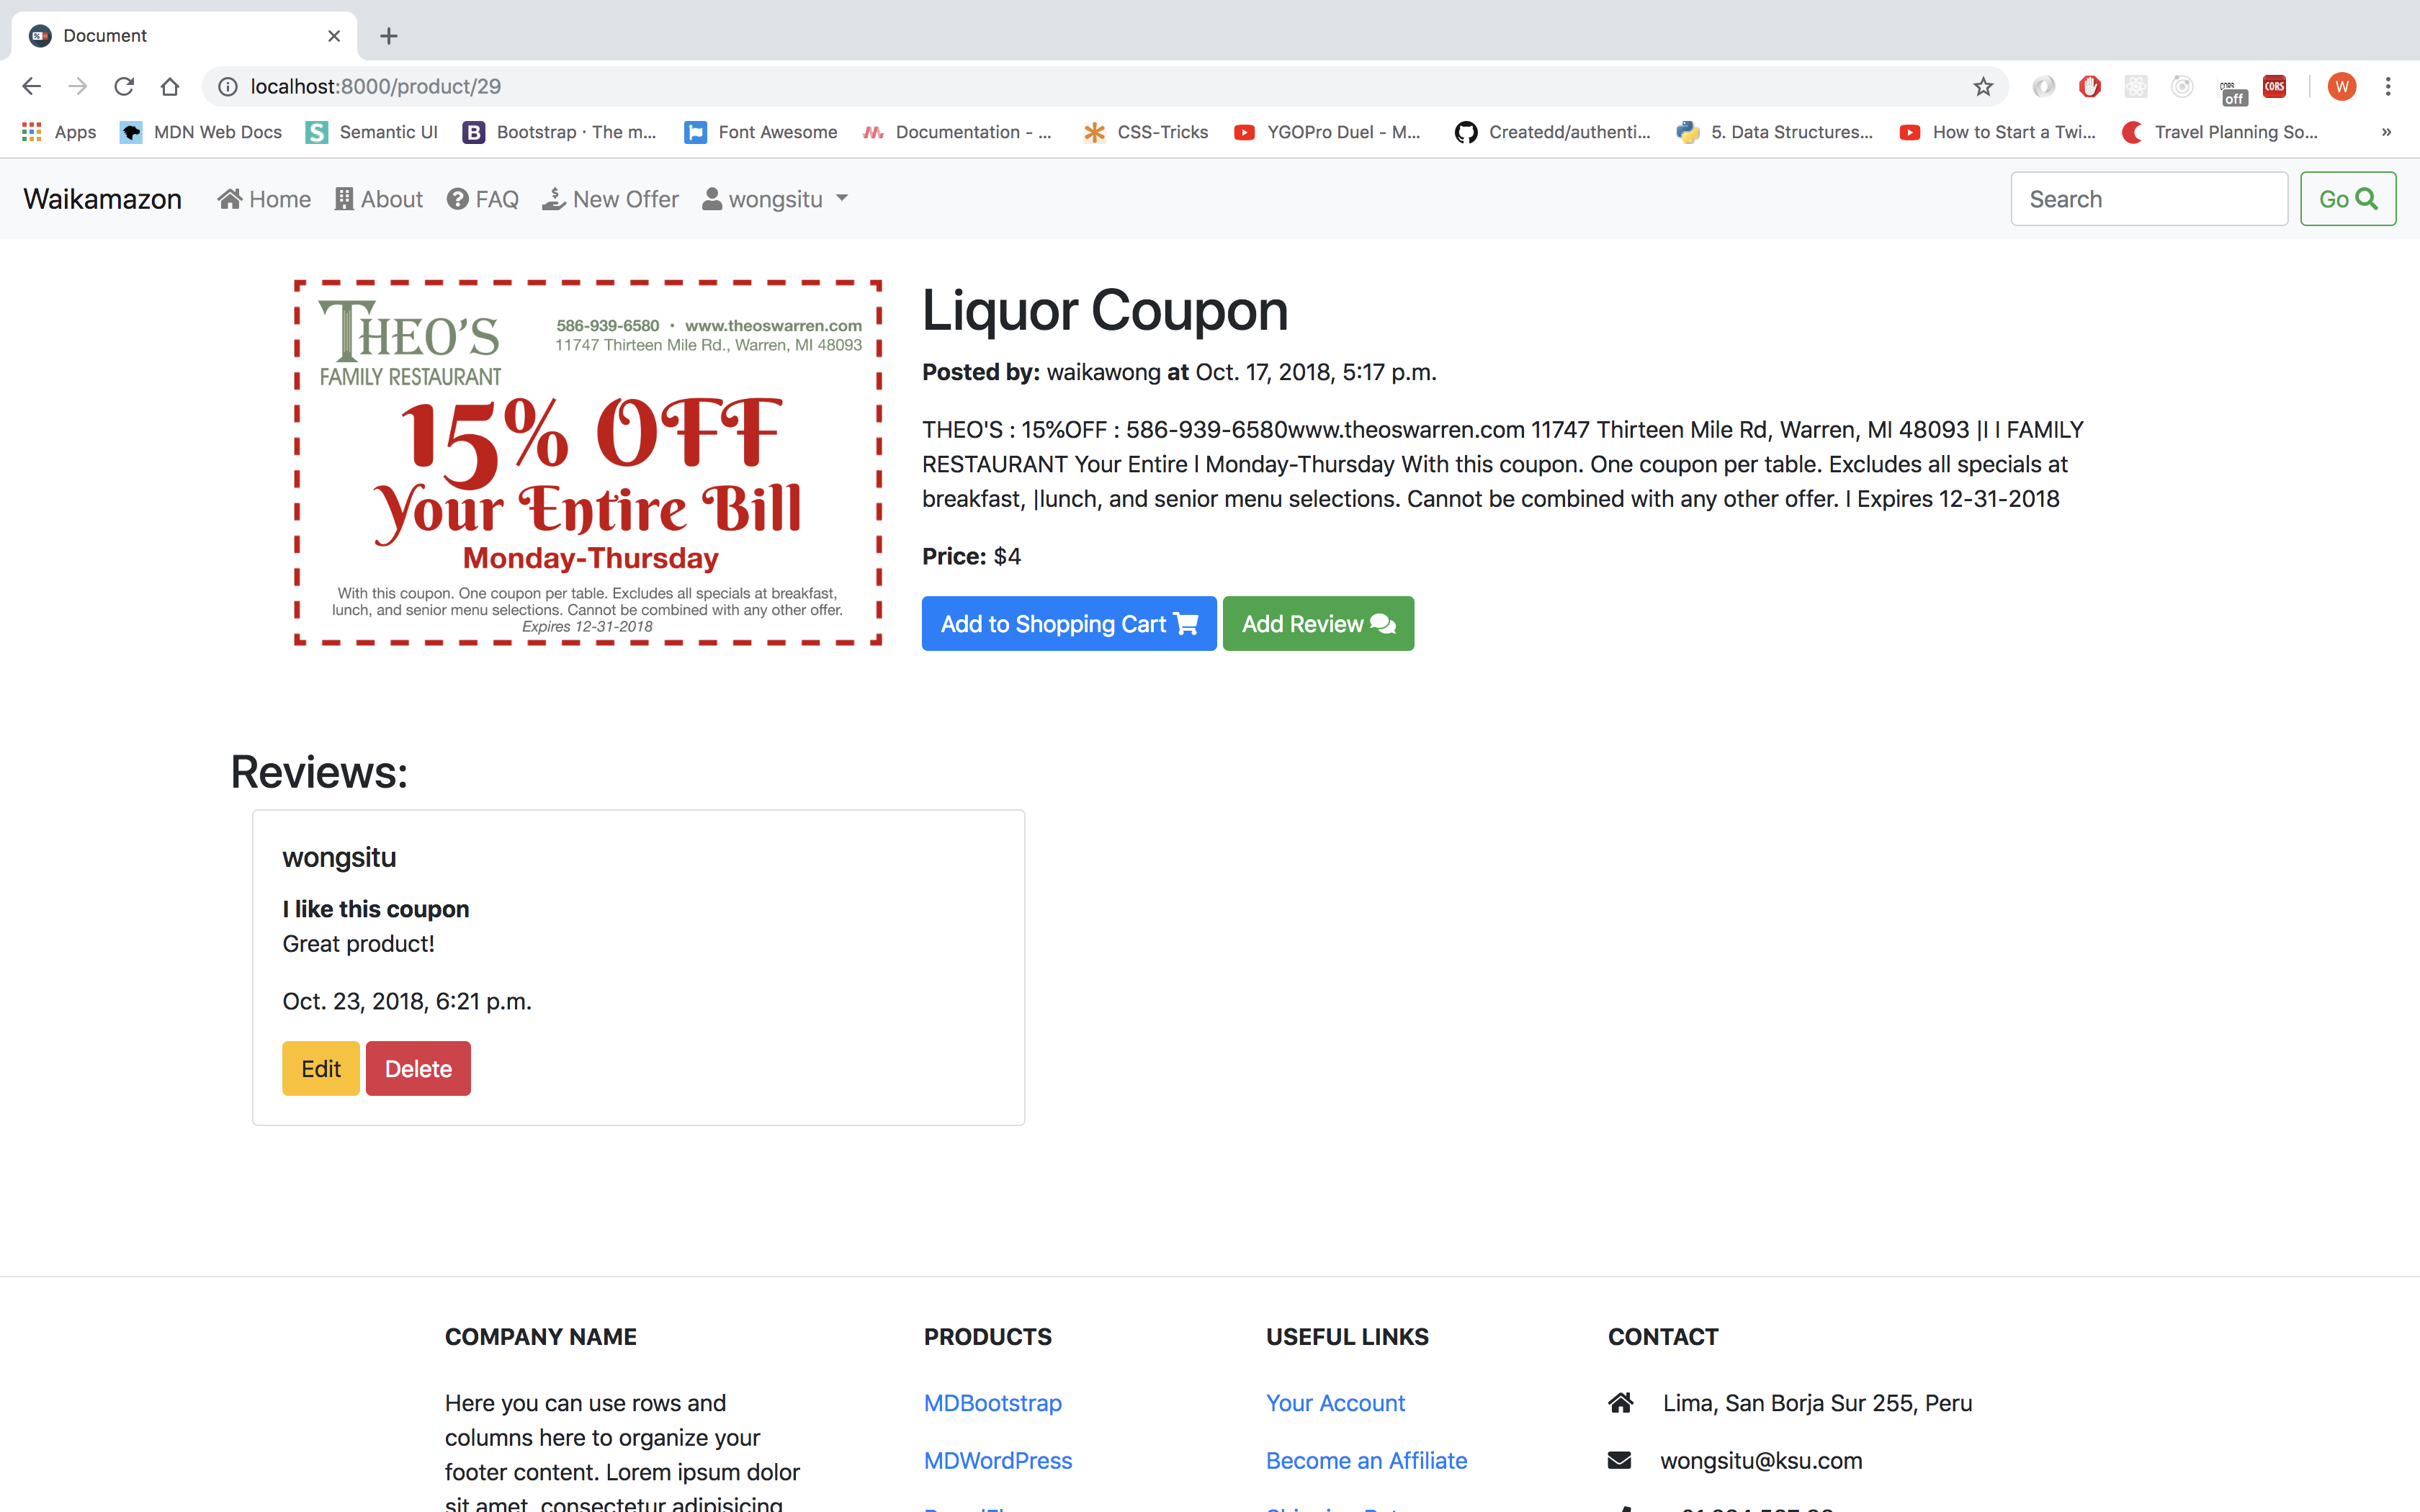 Document
localhost:8000/product/29
off
CORS
W
Apps
MDN Web Docs
Semantic UI
Bootstrap · The m...
Font Awesome
Documentation - ...
CSS-Tricks
YGOPro Duel - M...
Createdd/authenti...
5. Data Structures...
How to Start a Twi...
Travel Planning So...
»
Waikamazon
Home
About
FAQ
New Offer
wongsitu
Search
Go
THEO'S
FAMILY RESTAURANT
586-939-6580 • www.theoswarren.com
11747 Thirteen Mile Rd., Warren, MI 48093
15% OFF
Your Entire Bill
Monday-Thursday
With this coupon. One coupon per table. Excludes all specials at breakfast,
lunch, and senior menu selections. Cannot be combined with any other offer.
Expires 12-31-2018
Liquor Coupon
Posted by: waikawong at Oct. 17, 2018, 5:17 p.m.
THEO'S : 15%OFF : 586-939-6580www.theoswarren.com 11747 Thirteen Mile Rd, Warren, MI 48093 |I I FAMILY
RESTAURANT Your Entire l Monday-Thursday With this coupon. One coupon per table. Excludes all specials at
breakfast, |lunch, and senior menu selections. Cannot be combined with any other offer. I Expires 12-31-2018
Price: $4
Add to Shopping Cart
Add Review
Reviews:
wongsitu
I like this coupon
Great product!
Oct. 23, 2018, 6:21 p.m.
Edit
Delete
COMPANY NAME
Here you can use rows and
columns here to organize your
footer content. Lorem ipsum dolor
sit amet, consectetur adipisicing
PRODUCTS
MDBootstrap
MDWordPress
USEFUL LINKS
Your Account
Become an Affiliate
CONTACT
Lima, San Borja Sur 255, Peru
wongsitu@ksu.com